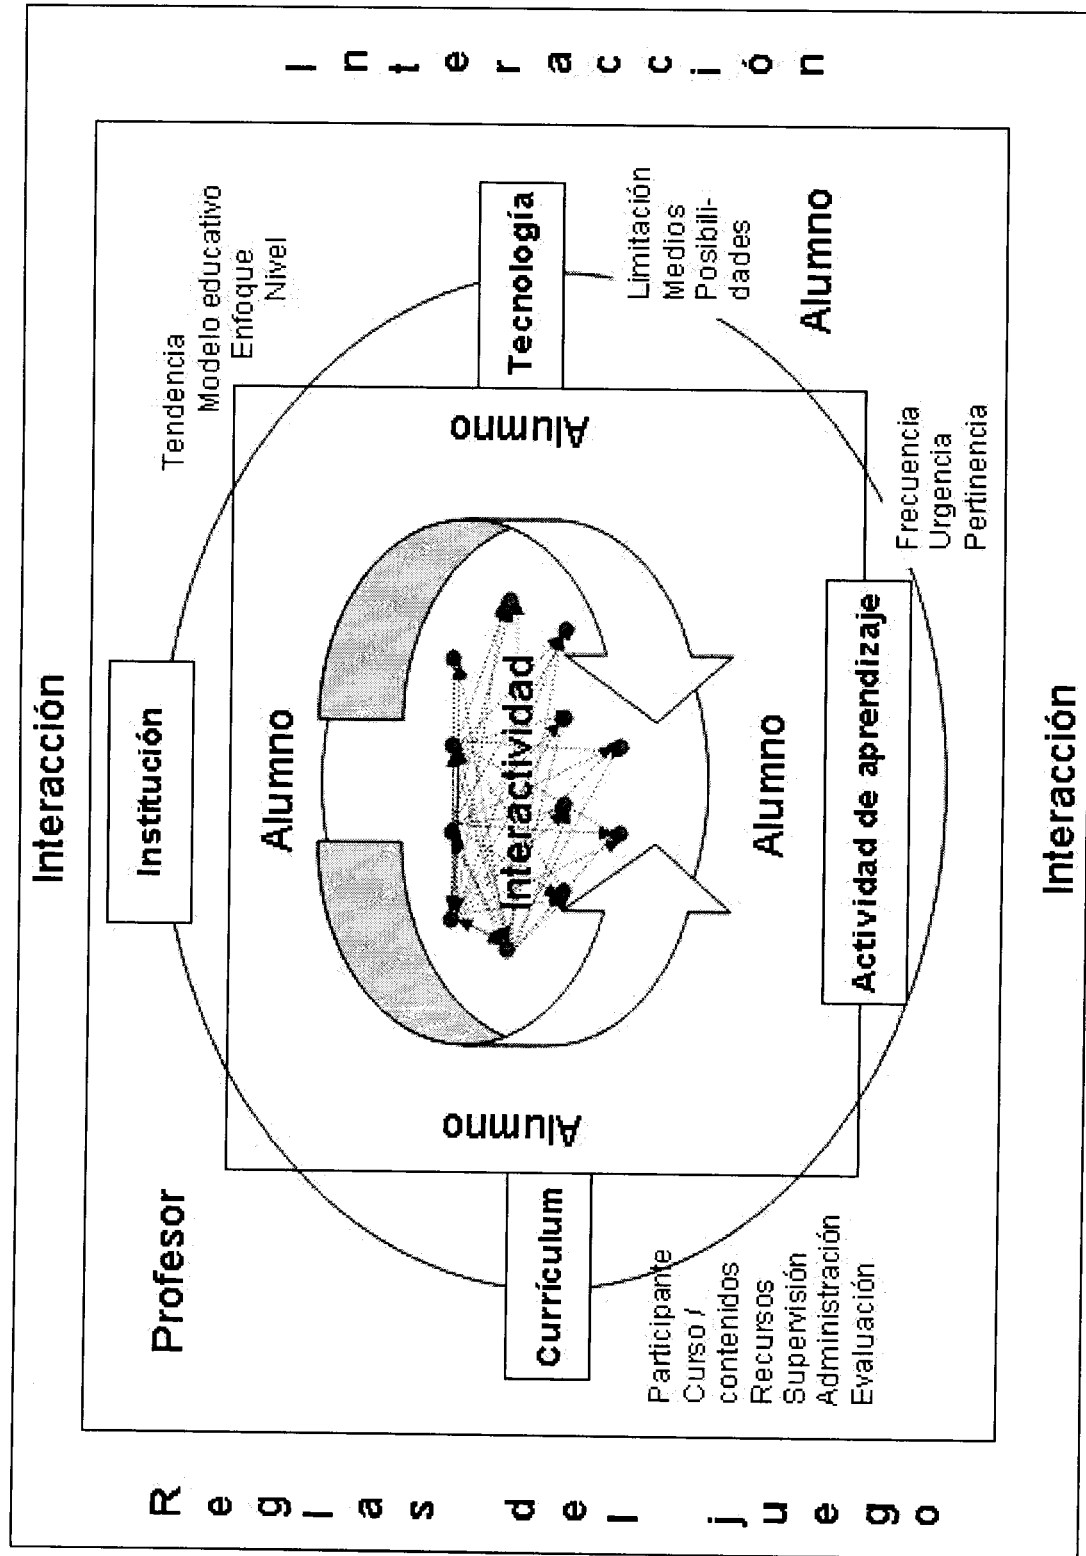 Interacción
Reglas del juego
Interacción
Interacción
Profesor
Institución
Tendencia
Modelo educativo
Enfoque
Nivel
Alumno
Currículum
Alumno
Interactividad
Alumno
Tecnología
Alumno
Participante
Curso /
contenidos
Recursos
Supervisión
Administración
Evaluación
Actividad de aprendizaje
Frecuencia
Urgencia
Pertinencia
Limitación
Medios
Posibili-
dades
Alumno